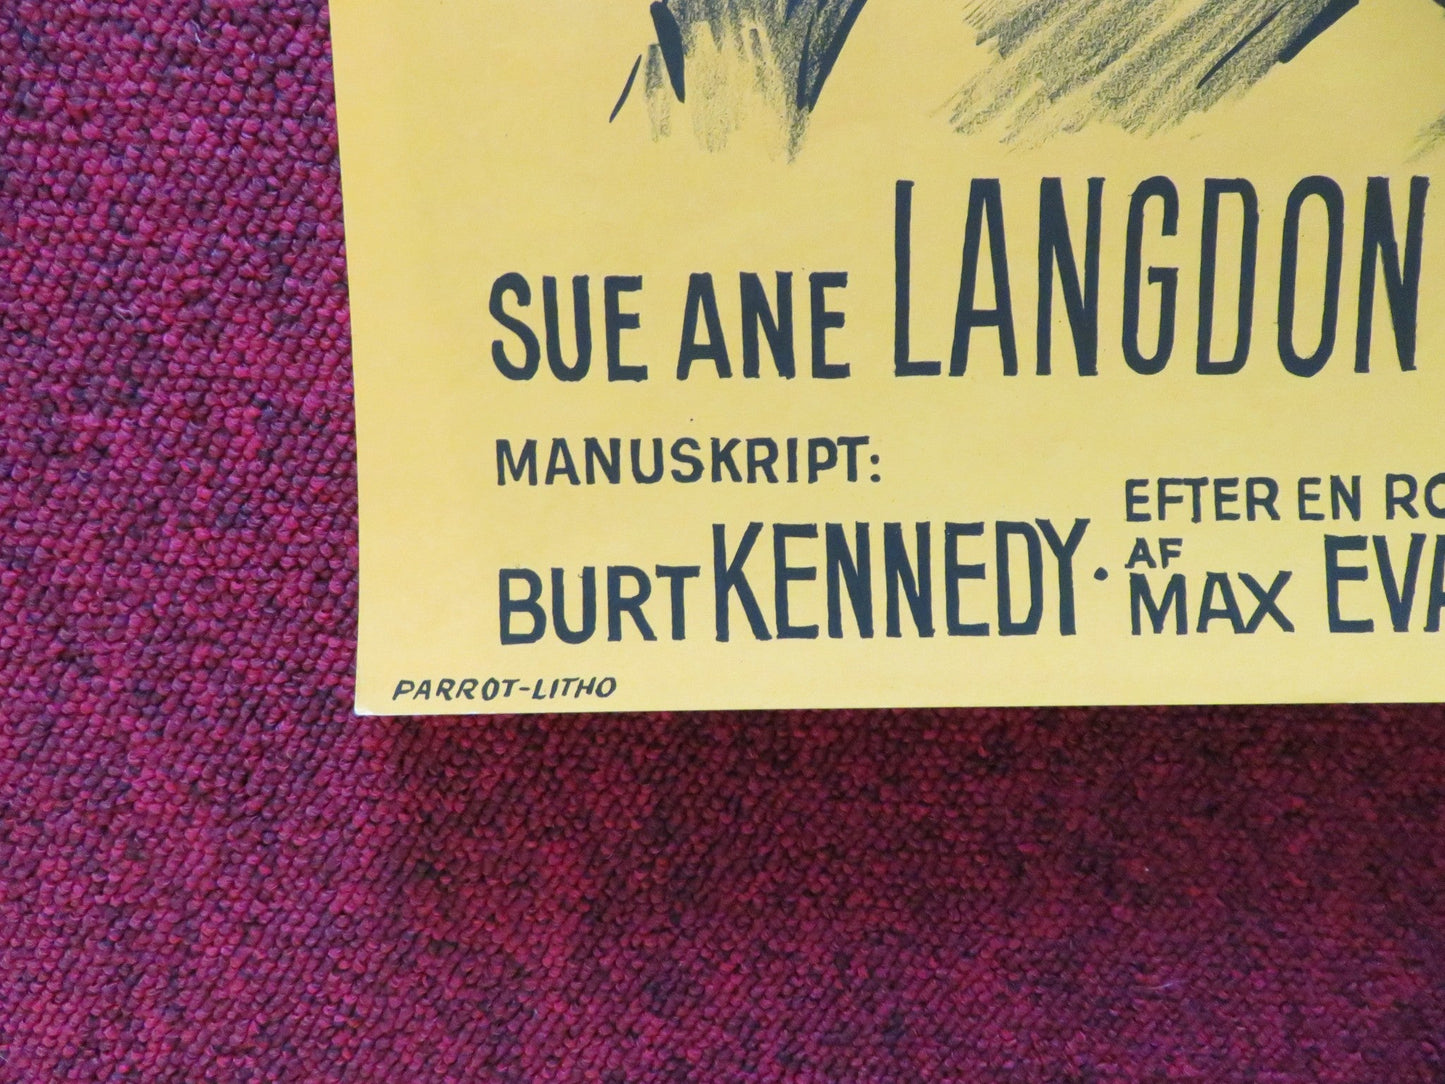 SUE ANE LANGDON
MANUSKRIPT:
BURT KENNEDY · EFTER EN
AF
MAX
PARROT-LITHO